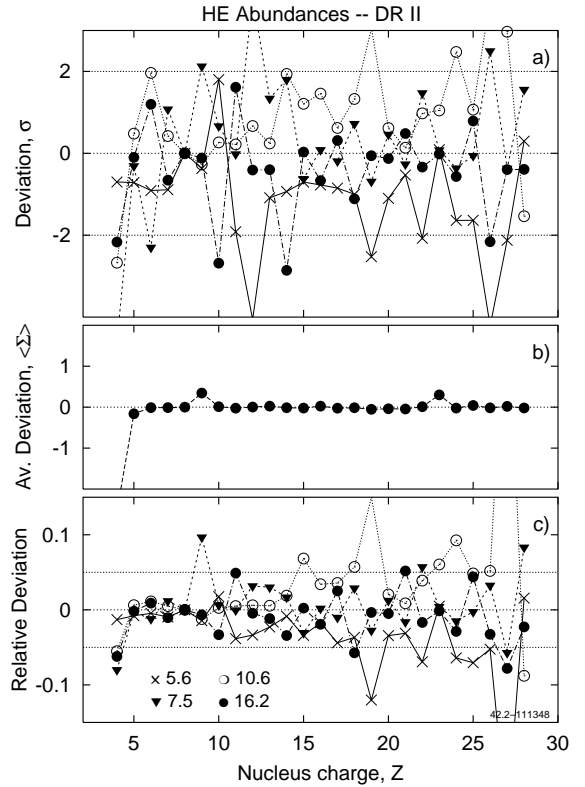 HE Abundances -- DR II
a)
Deviation, σ
2
0
-2
b)
Av. Deviation, <Σ>
1
0
-1
c)
Relative Deviation
0.1
0
-0.1
× 5.6 ○ 10.6
▼ 7.5 ● 16.2
42.2–111348
5 10 15 20 25 30
Nucleus charge, Z